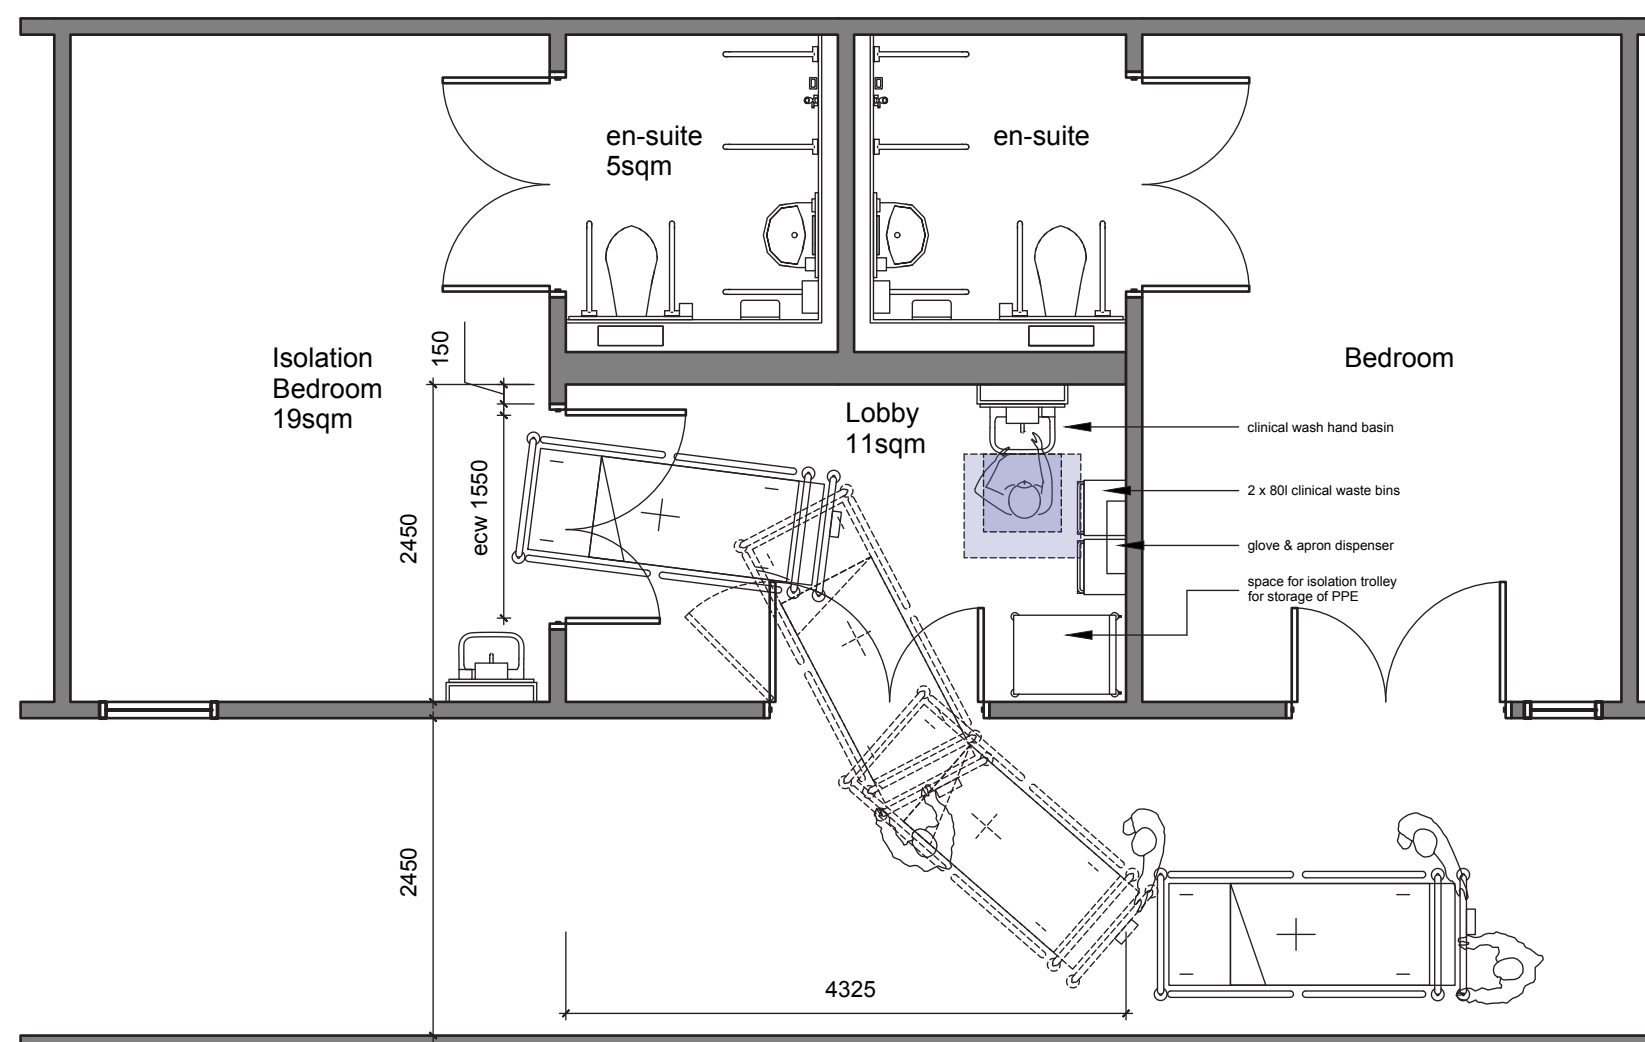 en-suite
5sqm
en-suite
Isolation
Bedroom
19sqm
150
Bedroom
Lobby
11sqm
clinical wash hand basin
2 x 80l clinical waste bins
glove & apron dispenser
space for isolation trolley
for storage of PPE
ecw 1550
2450
2450
4325